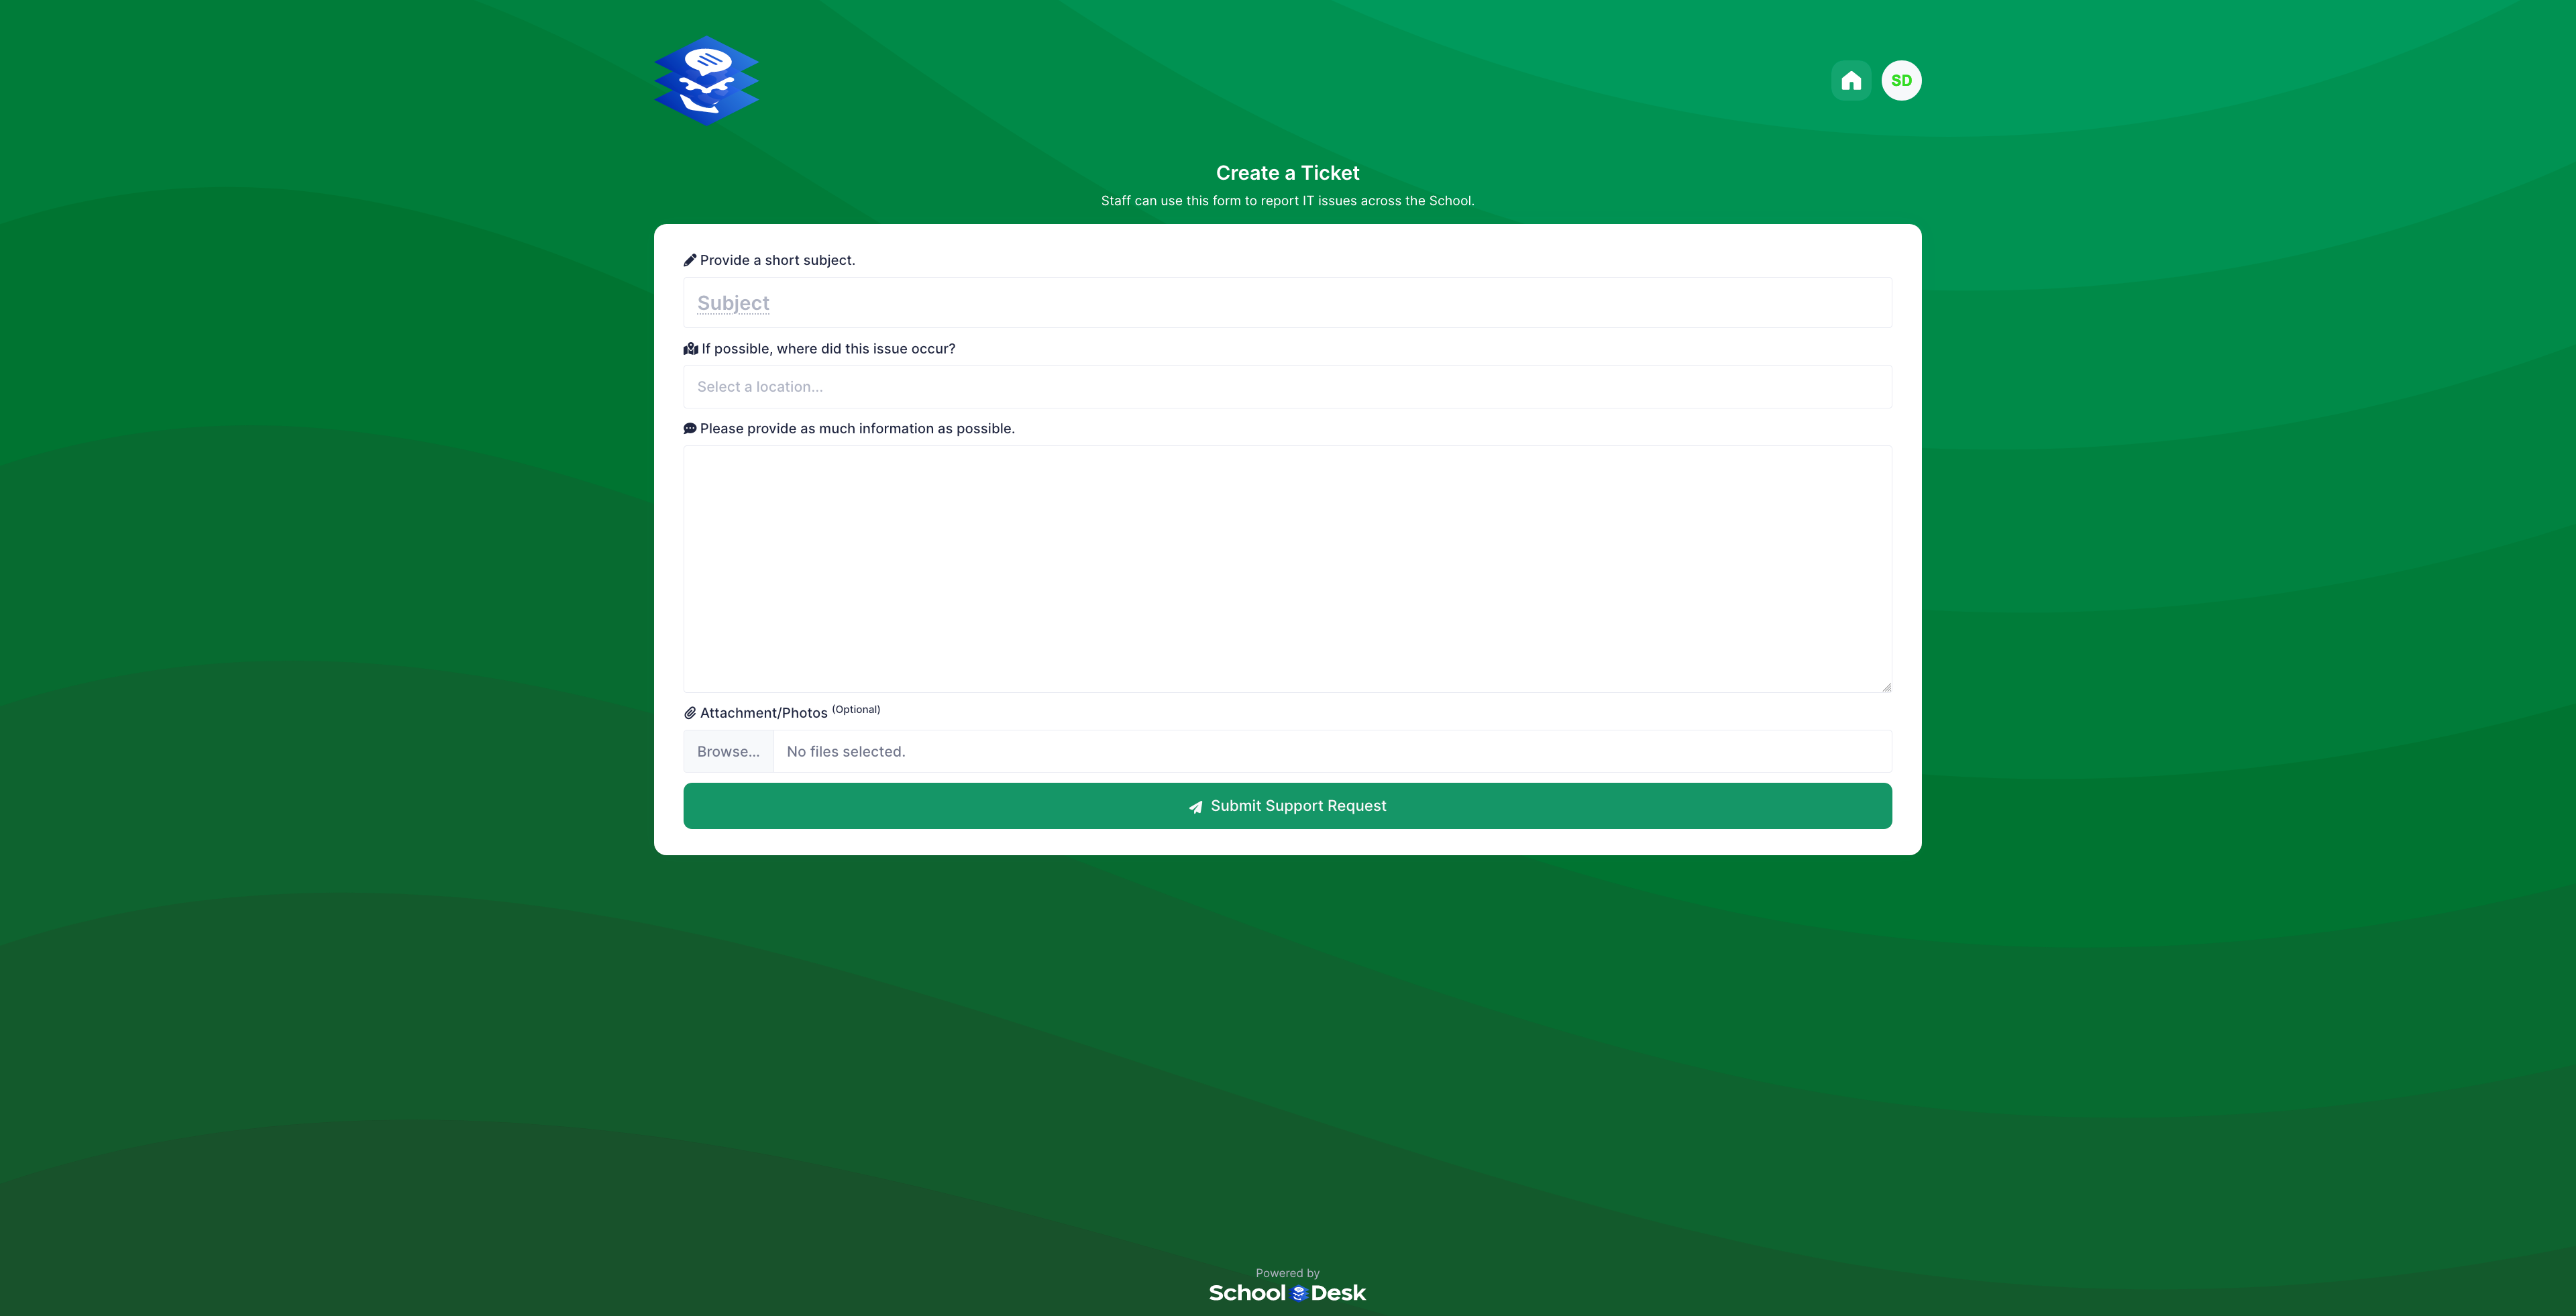 SD
Create a Ticket
Staff can use this form to report IT issues across the School.
Provide a short subject.
Subject
If possible, where did this issue occur?
Select a location...
Please provide as much information as possible.
Attachment/Photos (Optional)
Browse... No files selected.
Submit Support Request
Powered by
School Desk